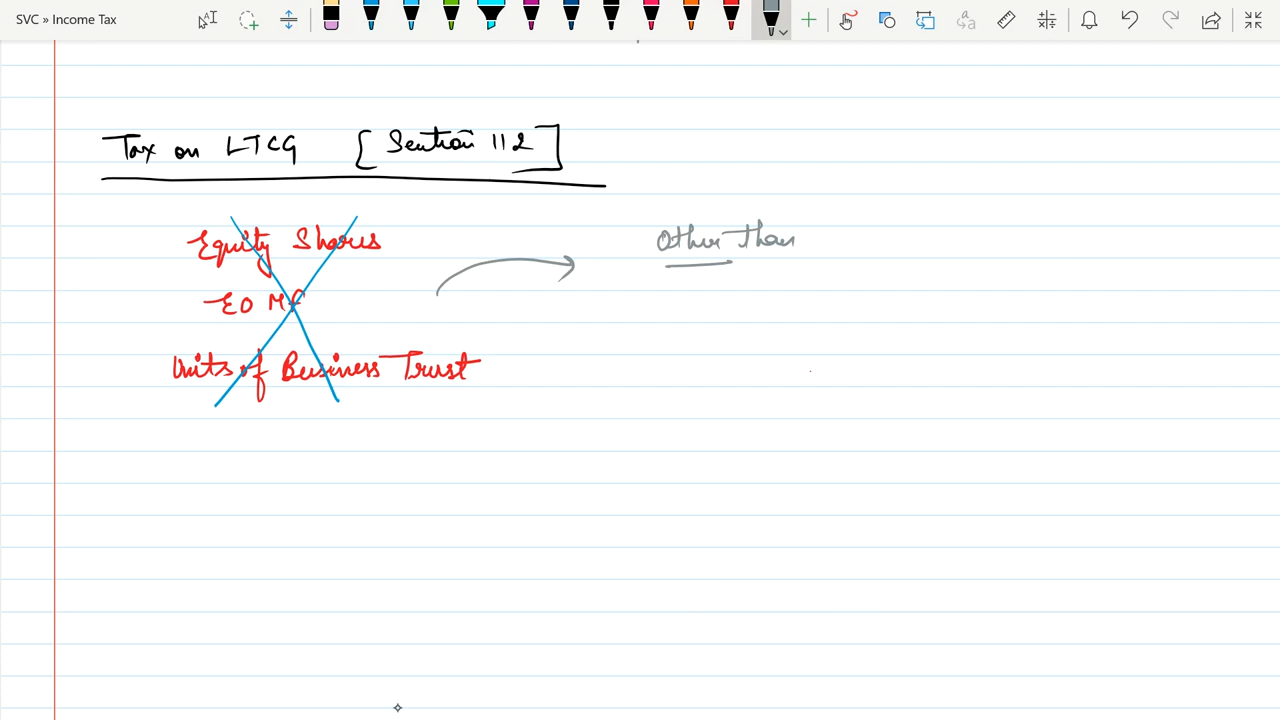 SVC » Income Tax
Tax on LTCG [Section 112]
Equity Shares
Other than
EO MF
Units of Business Trust